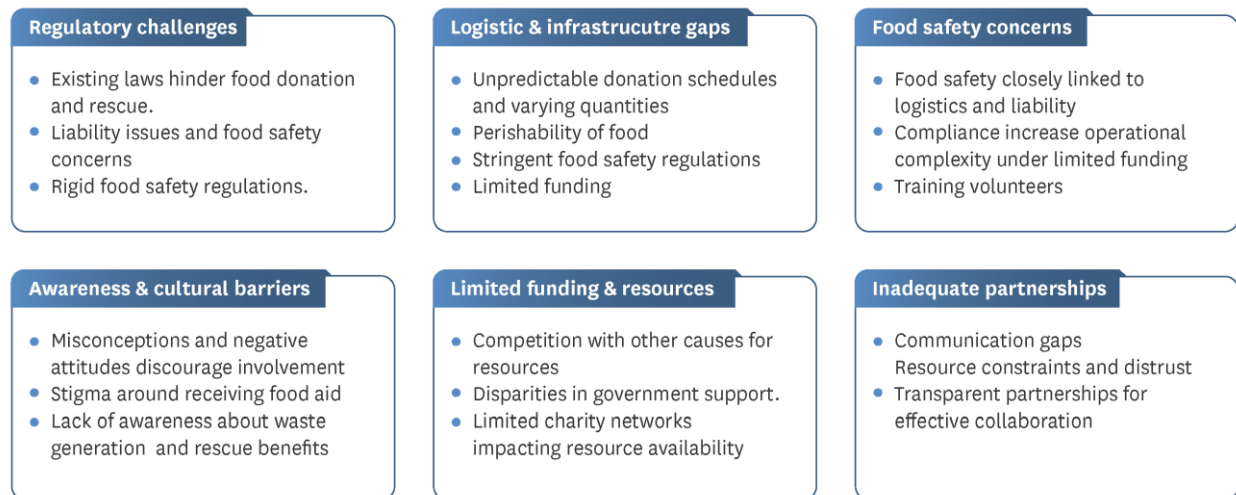 Regulatory challenges
Existing laws hinder food donation
and rescue.
Liability issues and food safety
concerns
Rigid food safety regulations.
Logistic & infrastrucutre gaps
Unpredictable donation schedules
and varying quantities
Perishability of food
Stringent food safety regulations
Limited funding
Food safety concerns
Food safety closely linked to
logistics and liability
Compliance increase operational
complexity under limited funding
Training volunteers
Awareness & cultural barriers
Misconceptions and negative
attitudes discourage involvement
Stigma around receiving food aid
Lack of awareness about waste
generation and rescue benefits
Limited funding & resources
Competition with other causes for
resources
Disparities in government support.
Limited charity networks
impacting resource availability
Inadequate partnerships
Communication gaps
Resource constraints and distrust
Transparent partnerships for
effective collaboration